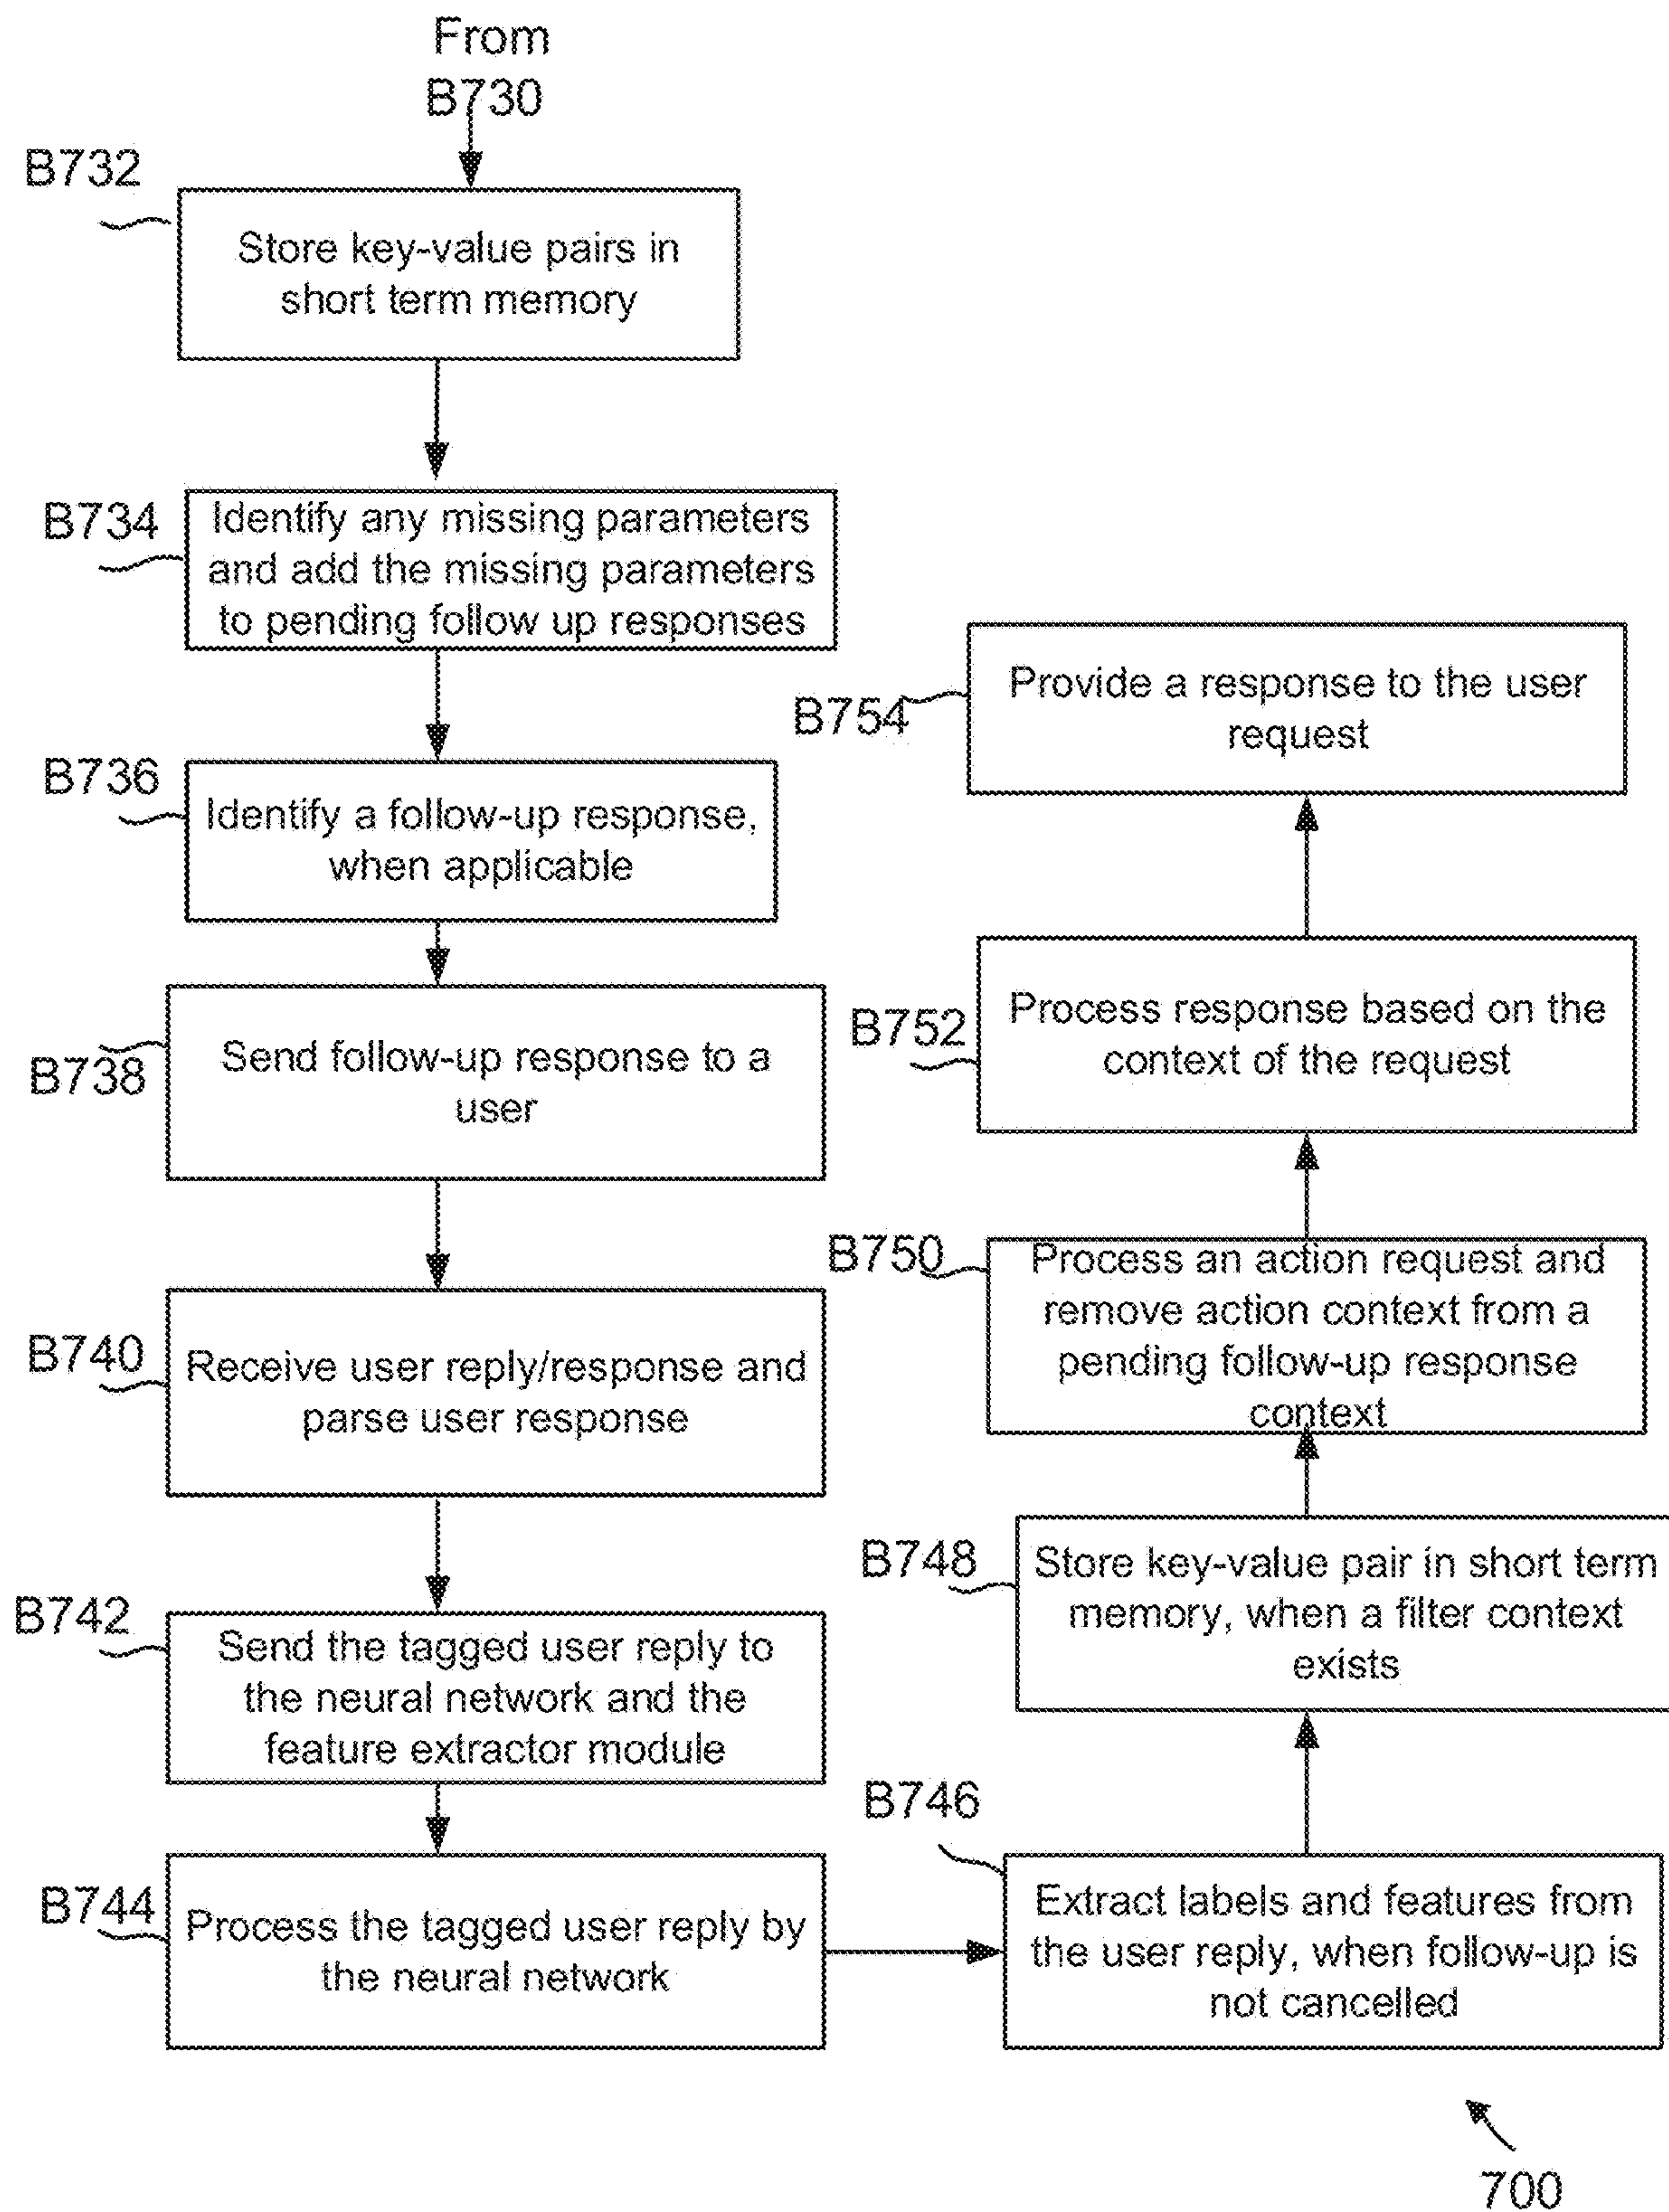 From
B730
B732
Store key-value pairs in
short term memory
B734
Identify any missing parameters
and add the missing parameters
to pending follow up responses
B736
Identify a follow-up response,
when applicable
B738
Send follow-up response to a
user
B740
Receive user reply/response and
parse user response
B742
Send the tagged user reply to
the neural network and the
feature extractor module
B744
Process the tagged user reply by
the neural network
B746
Extract labels and features from
the user reply, when follow-up is
not cancelled
B748
Store key-value pair in short term
memory, when a filter context
exists
B750
Process an action request and
remove action context from a
pending follow-up response
context
B752
Process response based on the
context of the request
B754
Provide a response to the user
request
700